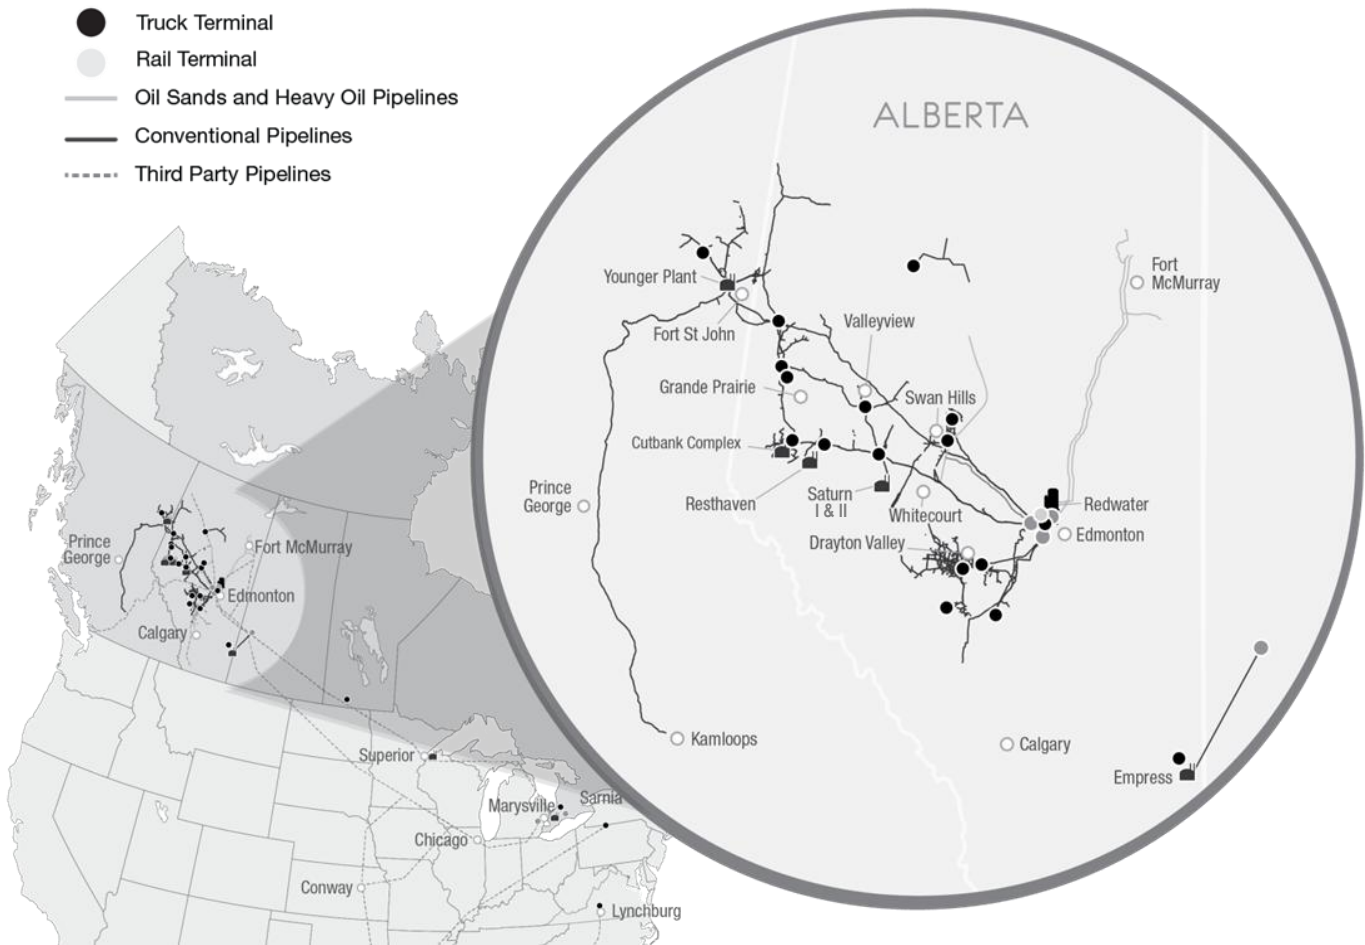 Truck Terminal
Rail Terminal
Oil Sands and Heavy Oil Pipelines
Conventional Pipelines
Third Party Pipelines
ALBERTA
Fort
McMurray
Younger Plant
Fort St John
Valleyview
Grande Prairie
Swan Hills
Cutbank Complex
Resthaven
Saturn
I & II
Whitecourt
Redwater
Edmonton
Drayton Valley
Prince
George
Kamloops
Calgary
Empress
Prince
George
Fort McMurray
Edmonton
Calgary
Superior
Marysville
Sarnia
Chicago
Conway
Lynchburg